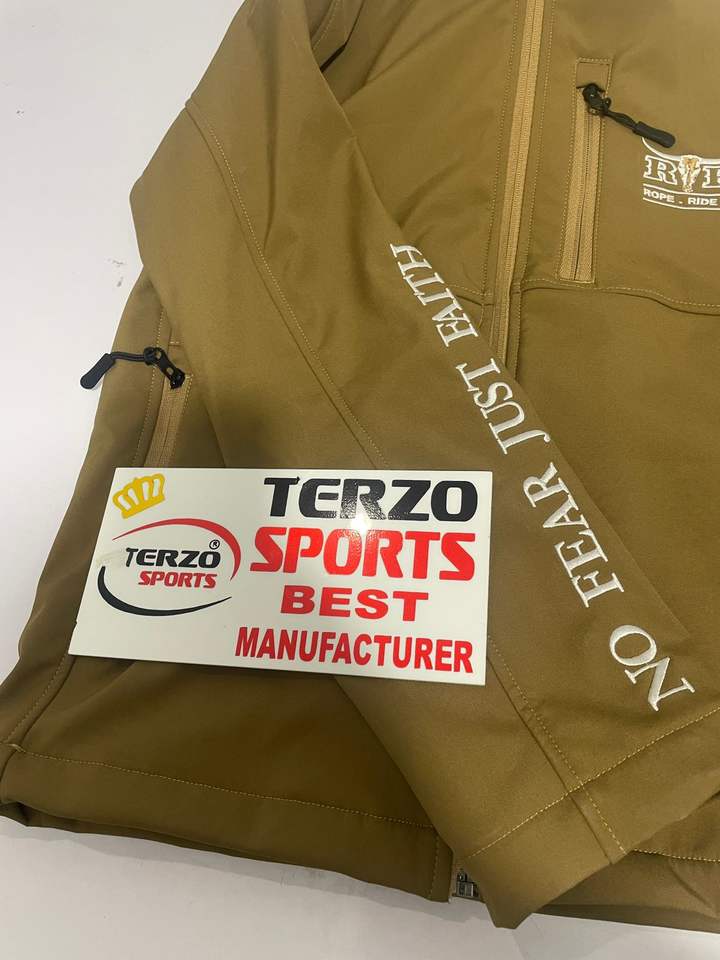 ROPE - RIDE
NO FEAR JUST FAITH
TERZO
SPORTS
BEST
MANUFACTURER
TERZO®
SPORTS